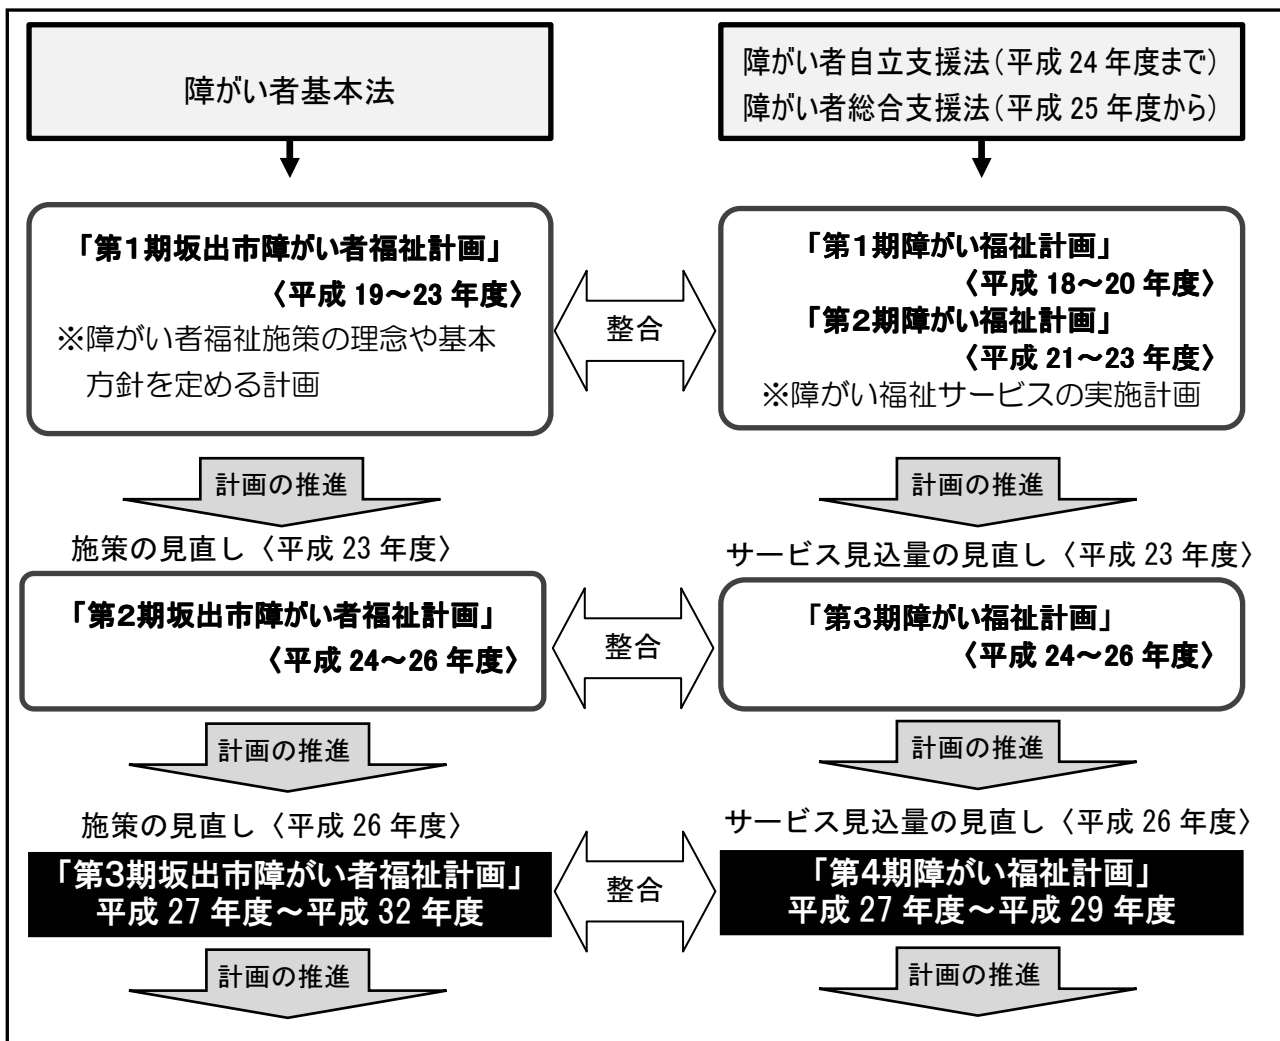 障がい者基本法
障がい者自立支援法（平成 24 年度まで）
障がい者総合支援法（平成 25 年度から）
「第1期坂出市障がい者福祉計画」
〈平成 19～23 年度〉
※障がい者福祉施策の理念や基本
方針を定める計画
整合
「第1期障がい福祉計画」
〈平成 18～20 年度〉
「第2期障がい福祉計画」
〈平成 21～23 年度〉
※障がい福祉サービスの実施計画
計画の推進
計画の推進
施策の見直し〈平成 23 年度〉
サービス見込量の見直し〈平成 23 年度〉
「第2期坂出市障がい者福祉計画」
〈平成 24～26 年度〉
整合
「第3期障がい福祉計画」
〈平成 24～26 年度〉
計画の推進
計画の推進
施策の見直し〈平成 26 年度〉
サービス見込量の見直し〈平成 26 年度〉
「第3期坂出市障がい者福祉計画」
平成 27 年度～平成 32 年度
整合
「第4期障がい福祉計画」
平成 27 年度～平成 29 年度
計画の推進
計画の推進